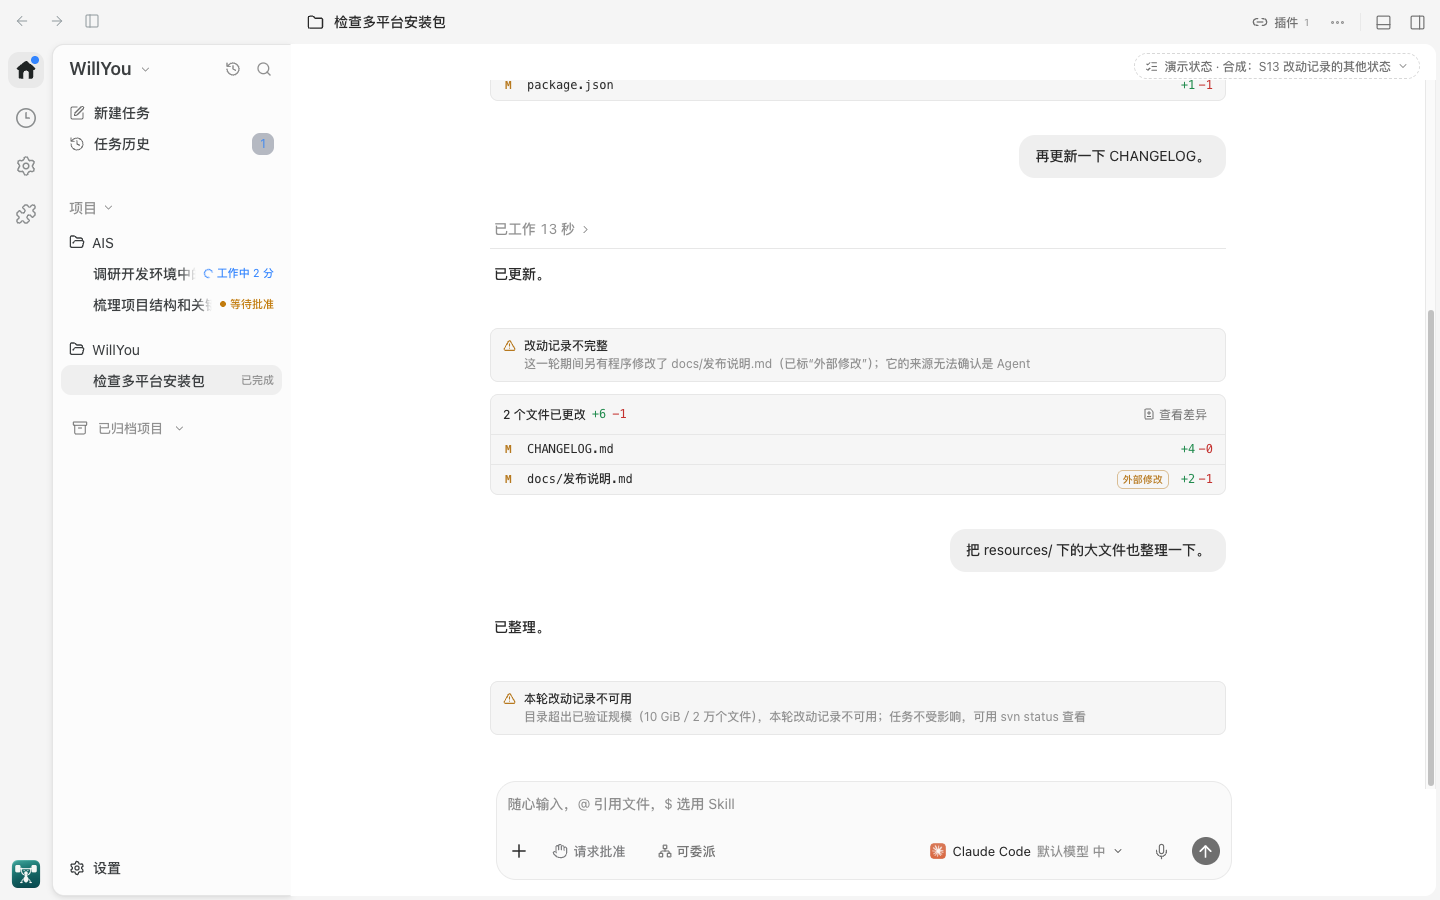 检查多平台安装包
插件 1
WillYou
演示状态 · 合成：S13 改动记录的其他状态
新建任务
任务历史 1
项目
AIS
调研开发环境中 工作中 2 分
梳理项目结构和关 等待批准
WillYou
检查多平台安装包 已完成
已归档项目
设置
M package.json +1 −1
再更新一下 CHANGELOG。
已工作 13 秒
已更新。
改动记录不完整
这一轮期间另有程序修改了 docs/发布说明.md（已标“外部修改”）；它的来源无法确认是 Agent
2 个文件已更改 +6 −1 查看差异
M CHANGELOG.md +4 −0
M docs/发布说明.md 外部修改 +2 −1
把 resources/ 下的大文件也整理一下。
已整理。
本轮改动记录不可用
目录超出已验证规模（10 GiB / 2 万个文件），本轮改动记录不可用；任务不受影响，可用 svn status 查看
随心输入，@ 引用文件，$ 选用 Skill
请求批准 可委派 Claude Code 默认模型 中